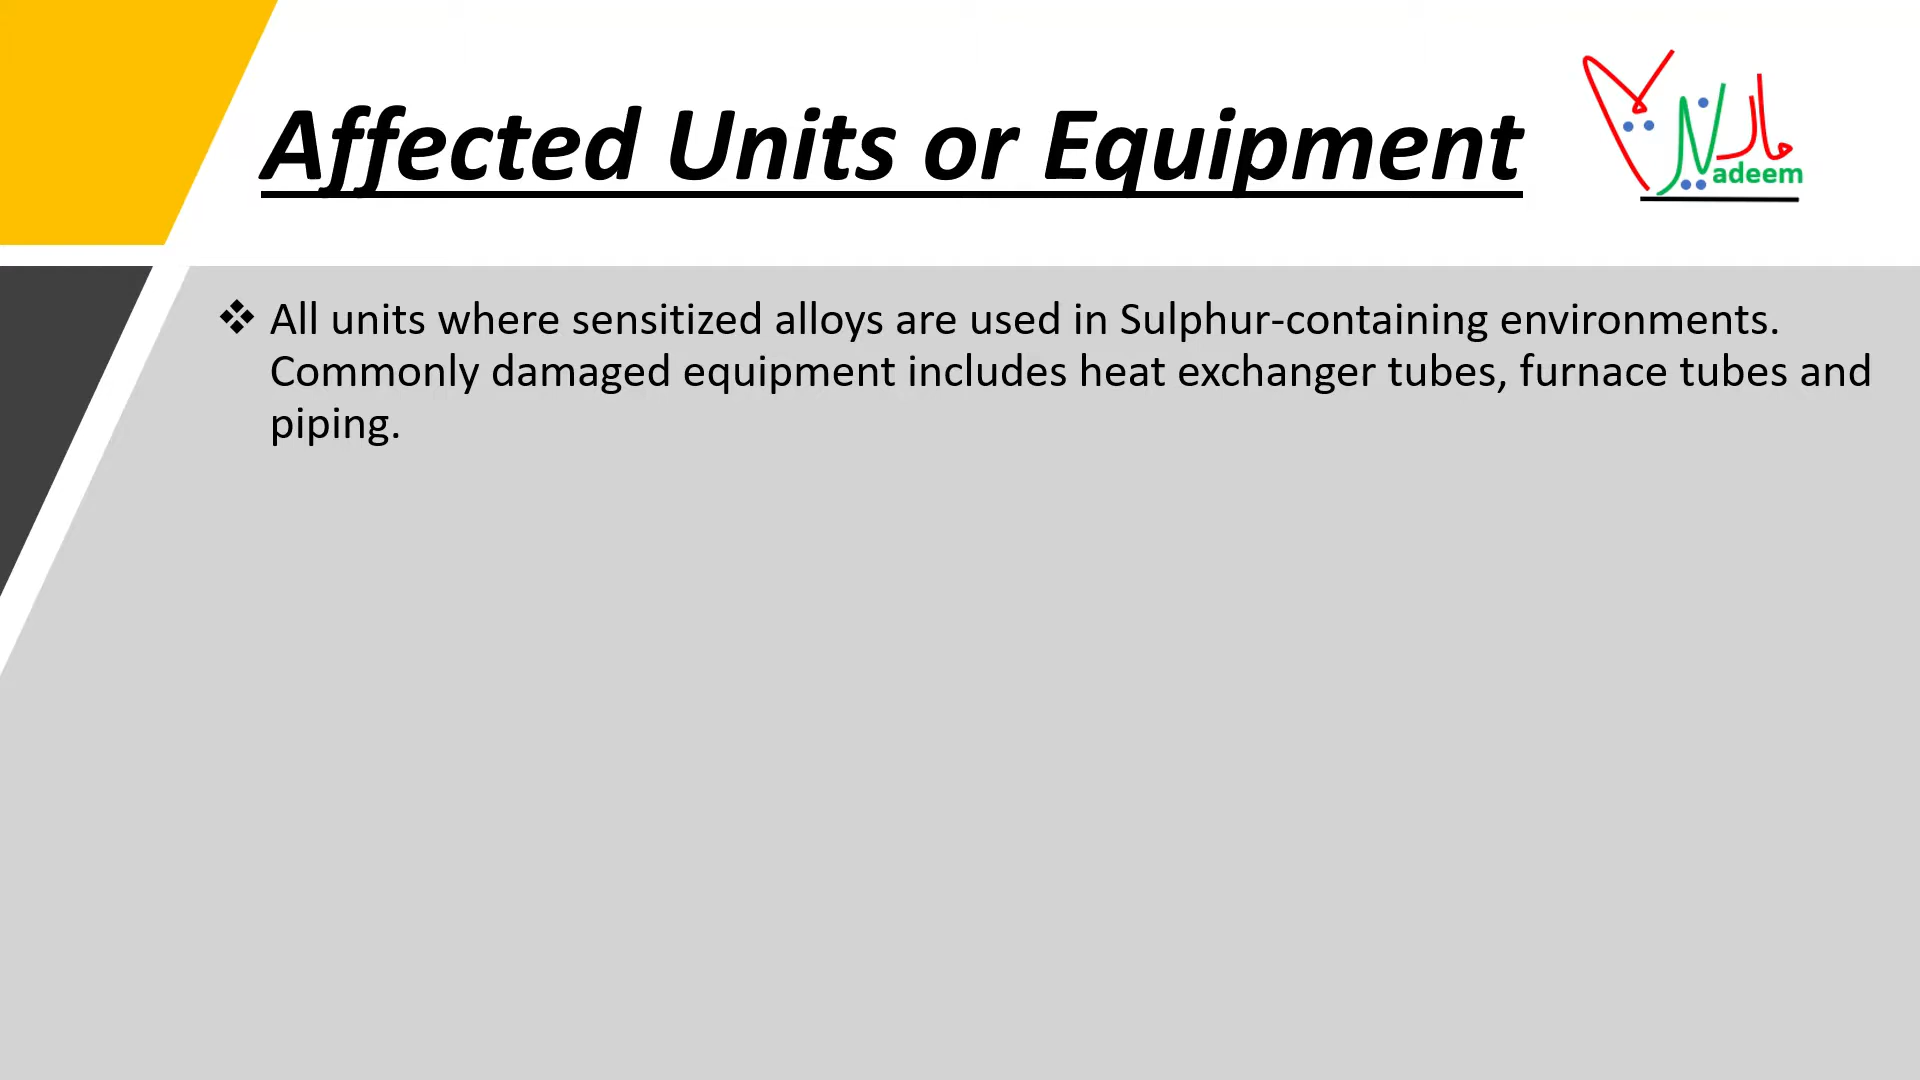 Affected Units or Equipment
adeem
❖ All units where sensitized alloys are used in Sulphur-containing environments.
Commonly damaged equipment includes heat exchanger tubes, furnace tubes and
piping.